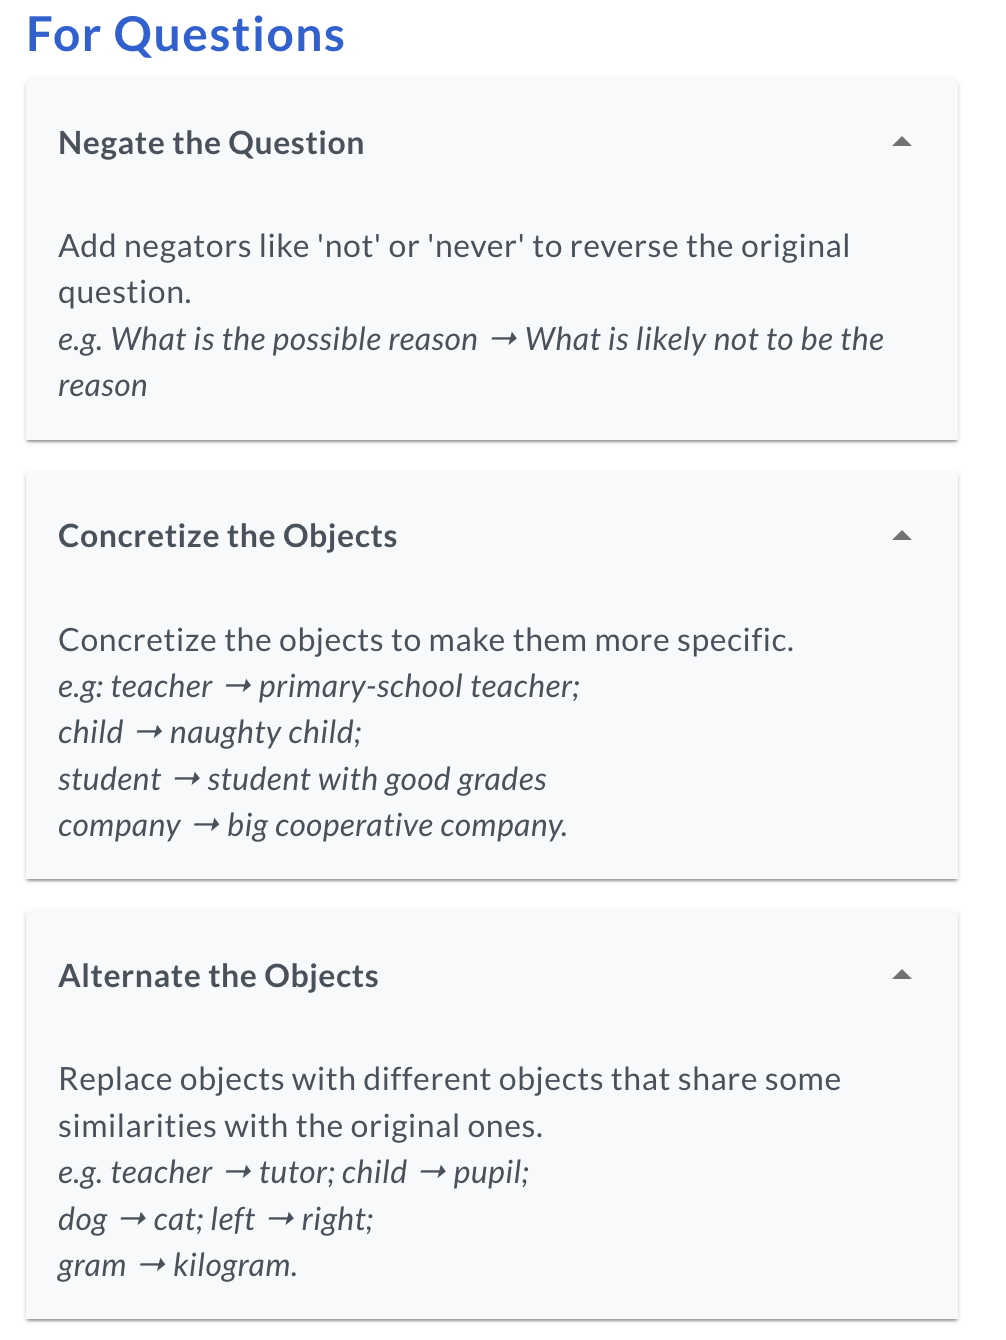 For Questions
Negate the Question
Add negators like 'not' or 'never' to reverse the original
question.
e.g. What is the possible reason → What is likely not to be the
reason
Concretize the Objects
Concretize the objects to make them more specific.
e.g: teacher → primary-school teacher;
child → naughty child;
student → student with good grades
company → big cooperative company.
Alternate the Objects
Replace objects with different objects that share some
similarities with the original ones.
e.g. teacher → tutor; child → pupil;
dog → cat; left → right;
gram → kilogram.